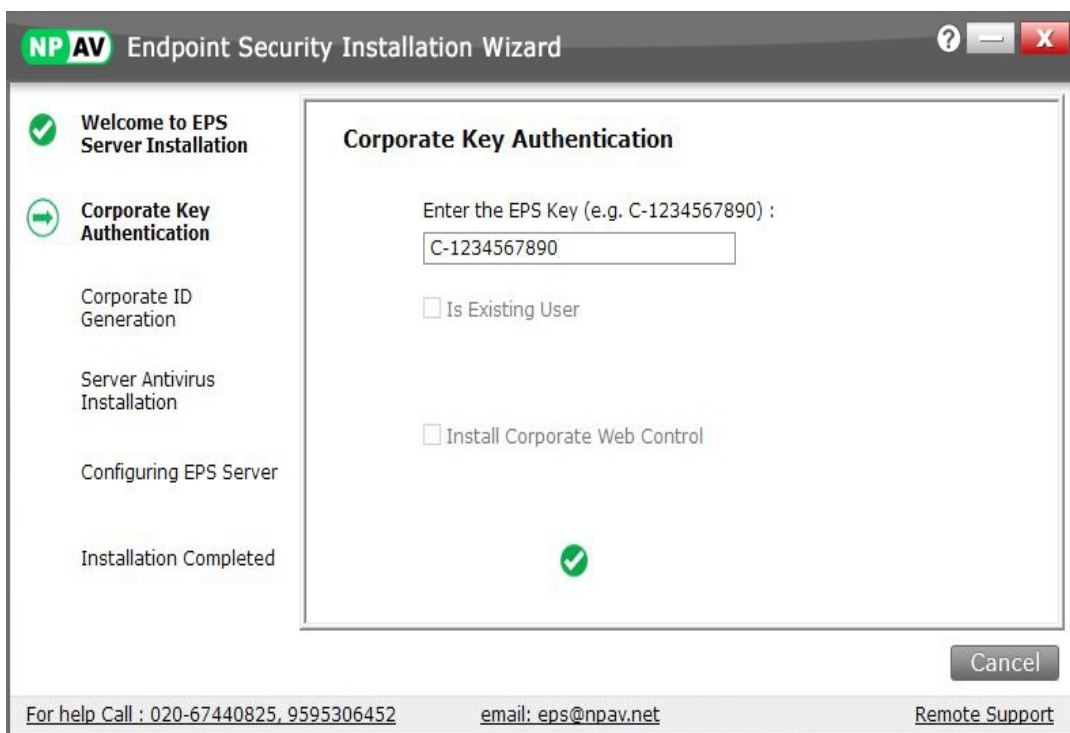 NP AV Endpoint Security Installation Wizard ? — X
Welcome to EPS
Server Installation
Corporate Key
Authentication
Corporate ID
Generation
Server Antivirus
Installation
Configuring EPS Server
Installation Completed
Corporate Key Authentication
Enter the EPS Key (e.g. C-1234567890) :
C-1234567890
Is Existing User
Install Corporate Web Control
Cancel
For help Call : 020-67440825, 9595306452 email: eps@npav.net Remote Support